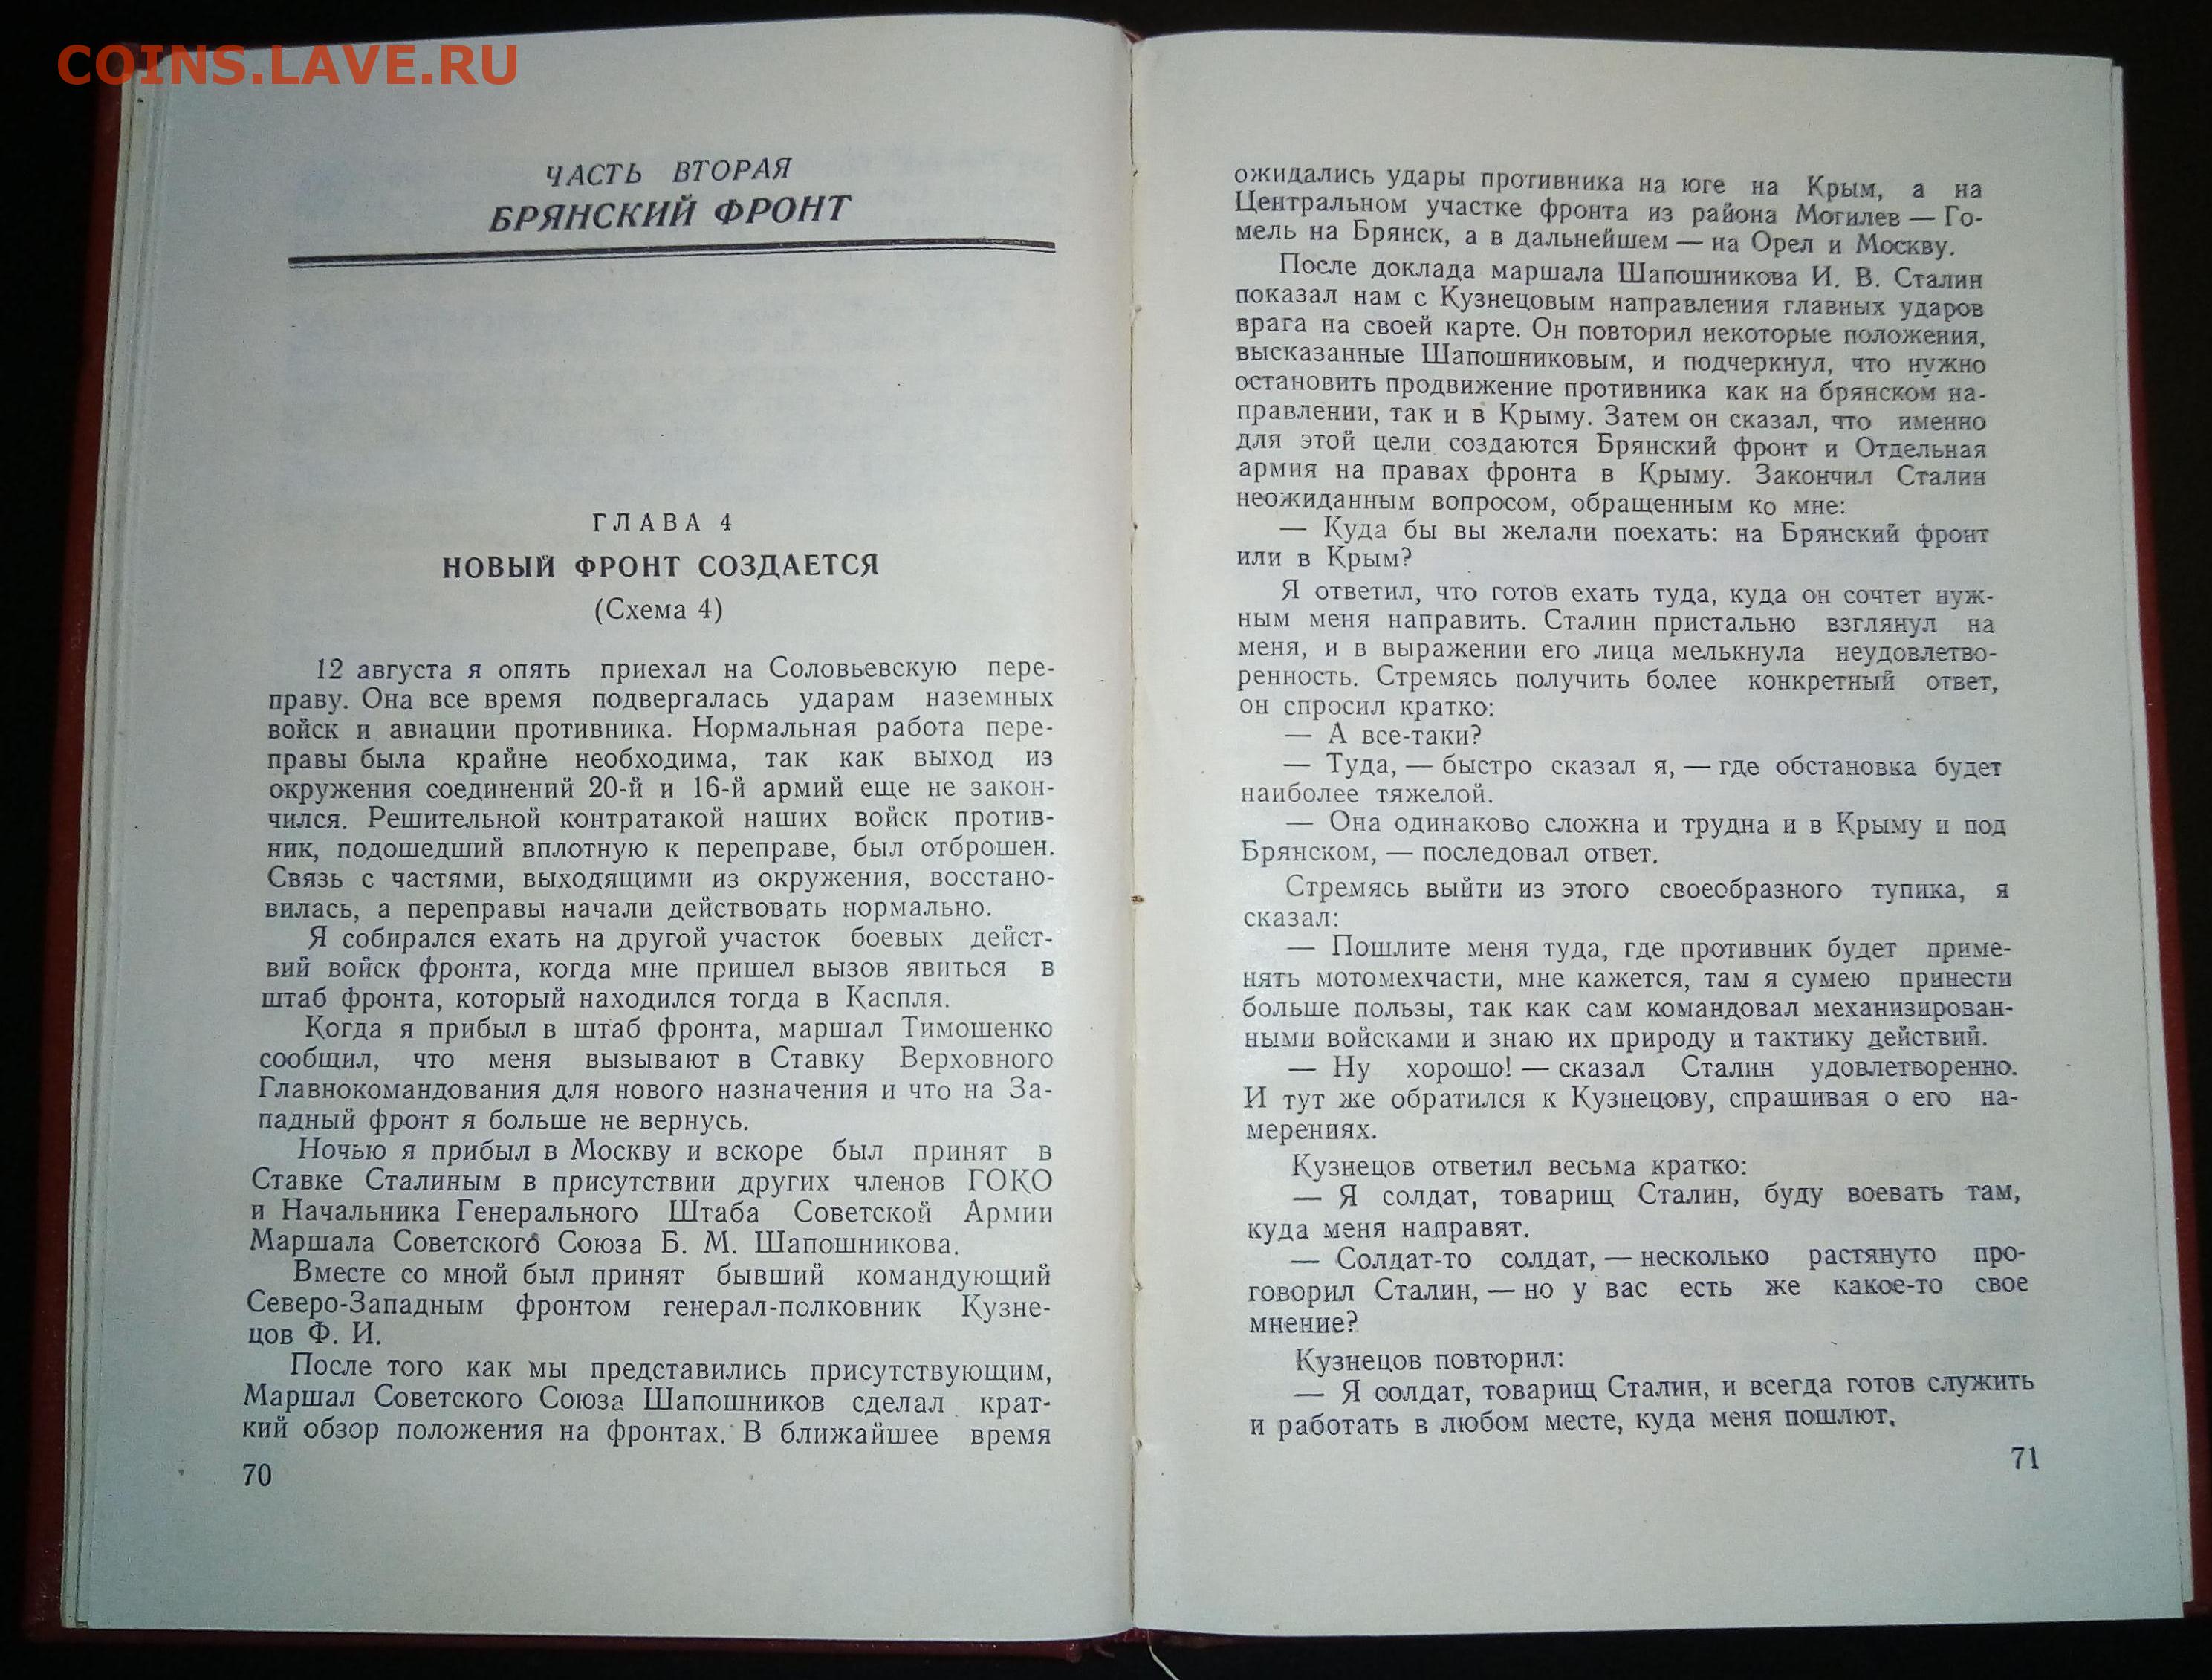 COINS.LAVE.RU
ЧАСТЬ ВТОРАЯ
БРЯНСКИЙ ФРОНТ
ГЛАВА 4
НОВЫЙ ФРОНТ СОЗДАЕТСЯ
(Схема 4)
12 августа я опять приехал на Соловьевскую пере-
праву. Она все время подвергалась ударам наземных
войск и авиации противника. Нормальная работа пере-
правы была крайне необходима, так как выход из
окружения соединений 20-й и 16-й армий еще не закон-
чился. Решительной контратакой наших войск против-
ник, подошедший вплотную к переправе, был отброшен.
Связь с частями, выходящими из окружения, восстано-
вилась, а переправы начали действовать нормально.
Я собирался ехать на другой участок боевых дейст-
вий войск фронта, когда мне пришел вызов явиться в
штаб фронта, который находился тогда в Каспля.
Когда я прибыл в штаб фронта, маршал Тимошенко
сообщил, что меня вызывают в Ставку Верховного
Главнокомандования для нового назначения и что на За-
падный фронт я больше не вернусь.
Ночью я прибыл в Москву и вскоре был принят в
Ставке Сталиным в присутствии других членов ГОКО
и Начальника Генерального Штаба Советской Армии
Маршала Советского Союза Б. М. Шапошникова.
Вместе со мной был принят бывший командующий
Северо-Западным фронтом генерал-полковник Кузне-
цов Ф. И.
После того как мы представились присутствующим,
Маршал Советского Союза Шапошников сделал крат-
кий обзор положения на фронтах. В ближайшее время
70
ожидались удары противника на юге на Крым, а на
Центральном участке фронта из района Могилев — Го-
мель на Брянск, а в дальнейшем — на Орел и Москву.
После доклада маршала Шапошникова И. В. Сталин
показал нам с Кузнецовым направления главных ударов
врага на своей карте. Он повторил некоторые положения,
высказанные Шапошниковым, и подчеркнул, что нужно
остановить продвижение противника как на брянском на-
правлении, так и в Крыму. Затем он сказал, что именно
для этой цели создаются Брянский фронт и Отдельная
армия на правах фронта в Крыму. Закончил Сталин
неожиданным вопросом, обращенным ко мне:
— Куда бы вы желали поехать: на Брянский фронт
или в Крым?
Я ответил, что готов ехать туда, куда он сочтет нуж-
ным меня направить. Сталин пристально взглянул на
меня, и в выражении его лица мелькнула неудовлетво-
ренность. Стремясь получить более конкретный ответ,
он спросил кратко:
— А все-таки?
— Туда, — быстро сказал я, — где обстановка будет
наиболее тяжелой.
— Она одинаково сложна и трудна и в Крыму и под
Брянском, — последовал ответ.
Стремясь выйти из этого своеобразного тупика, я
сказал:
— Пошлите меня туда, где противник будет приме-
нять мотомехчасти, мне кажется, там я сумею принести
больше пользы, так как сам командовал механизирован-
ными войсками и знаю их природу и тактику действий.
— Ну хорошо! — сказал Сталин удовлетворенно.
И тут же обратился к Кузнецову, спрашивая о его на-
мерениях.
Кузнецов ответил весьма кратко:
— Я солдат, товарищ Сталин, буду воевать там,
куда меня направят.
— Солдат-то солдат, — несколько растянуто про-
говорил Сталин, — но у вас есть же какое-то свое
мнение?
Кузнецов повторил:
— Я солдат, товарищ Сталин, и всегда готов служить
и работать в любом месте, куда меня пошлют.
71